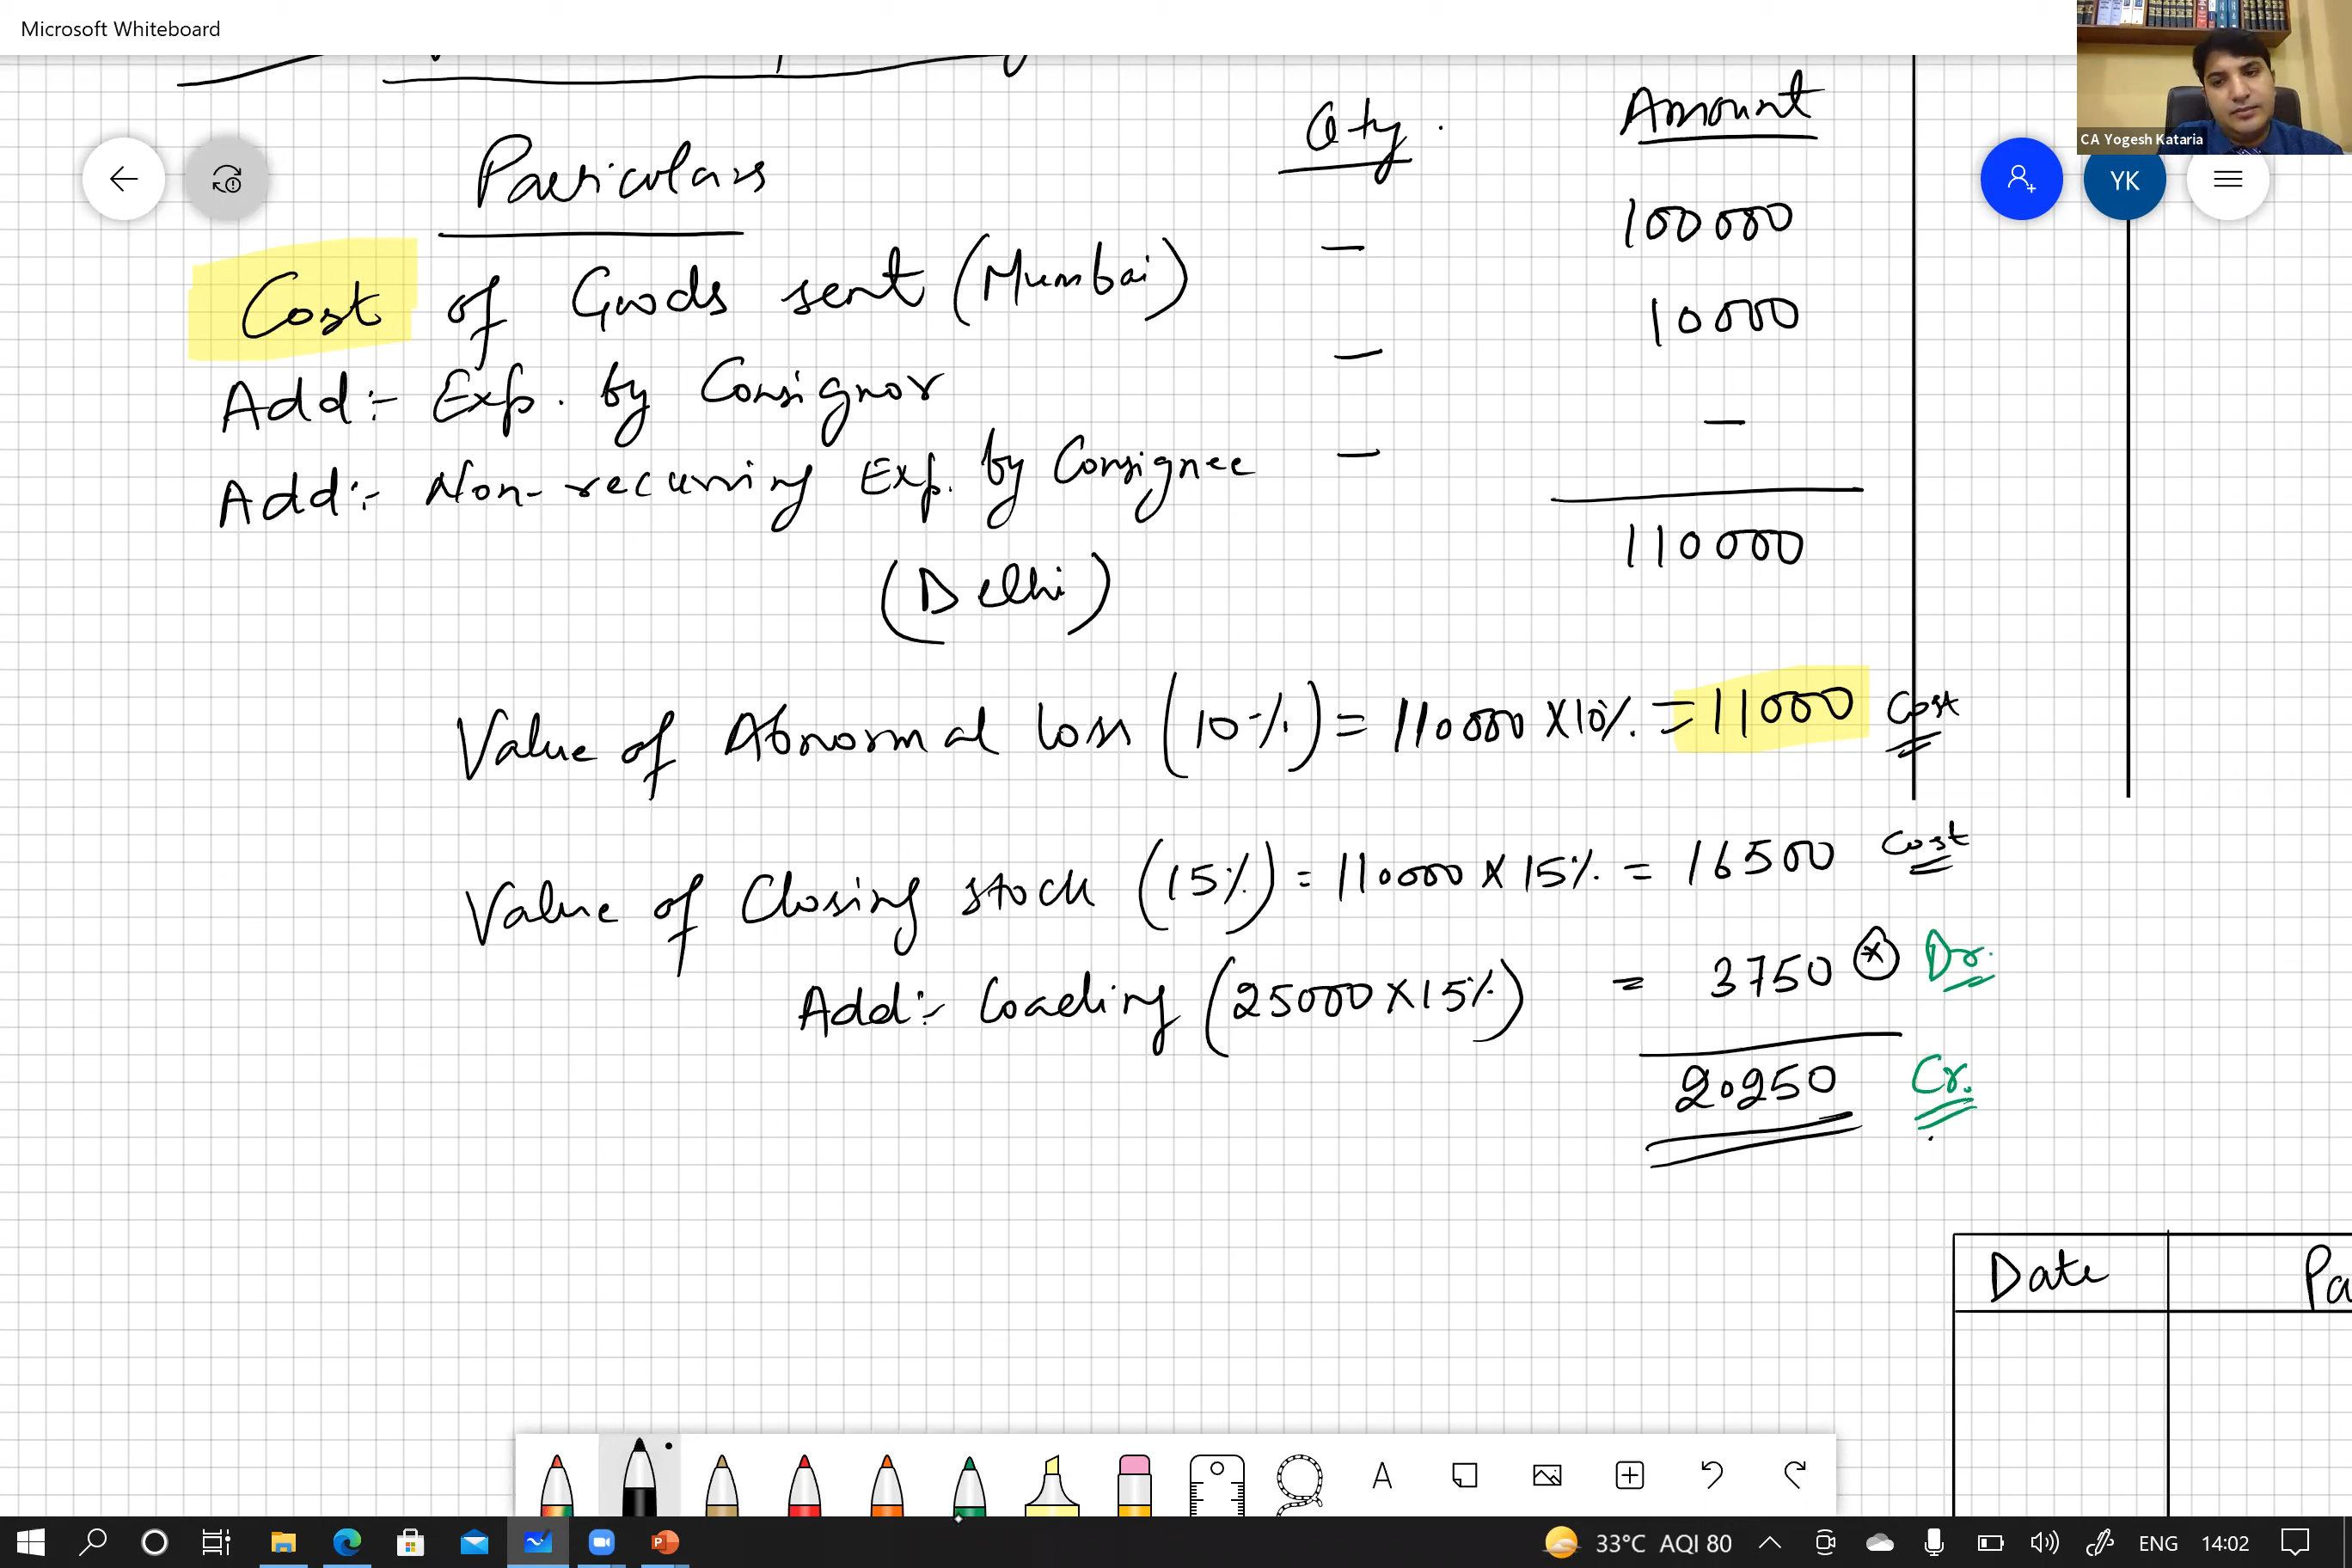 Microsoft Whiteboard
CA Yogesh Kataria
YK
Particulars Qty. Amount
Cost of Goods sent (Mumbai) — 100000
Add:- Exp. by Consignor — 10000
Add:- Non-recurring Exp. by Consignee — —
(Delhi) 110000
Value of Abnormal loss (10%) = 110000 X 10% = 11000 Cost
Value of Closing stock (15%) = 110000 X 15% = 16500 Cost
Add:- Loading (25000 X 15%) = 3750 * Dr.
20250 Cr.
Date Pa
A
33°C AQI 80 ENG 14:02